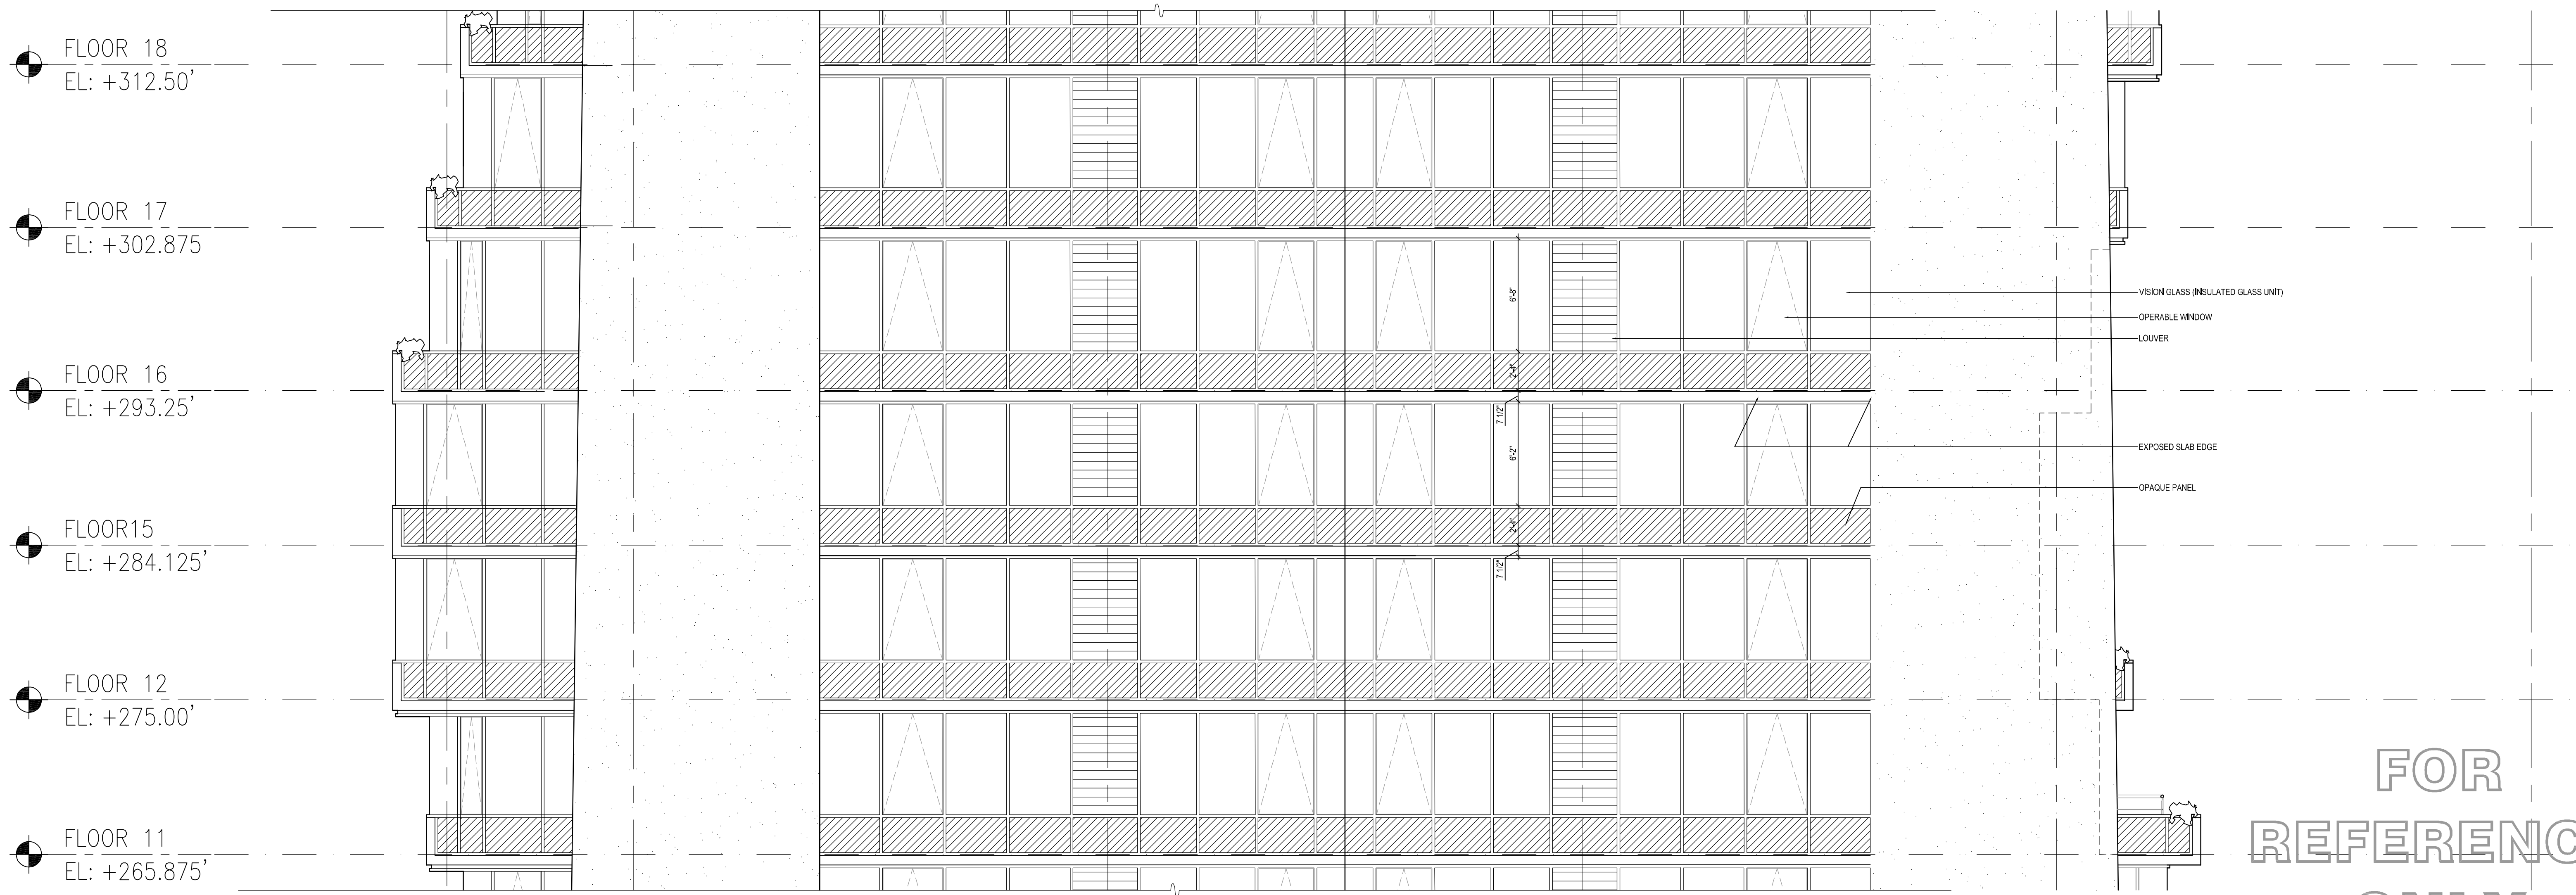 FLOOR 18
EL: +312.50'
FLOOR 17
EL: +302.875
FLOOR 16
EL: +293.25'
FLOOR15
EL: +284.125'
FLOOR 12
EL: +275.00'
FLOOR 11
EL: +265.875'
6'-8"
2'-4"
7 1/2"
6'-2"
2'-4"
7 1/2"
VISION GLASS (INSULATED GLASS UNIT)
OPERABLE WINDOW
LOUVER
EXPOSED SLAB EDGE
OPAQUE PANEL
FOR
REFERENC
ONLY